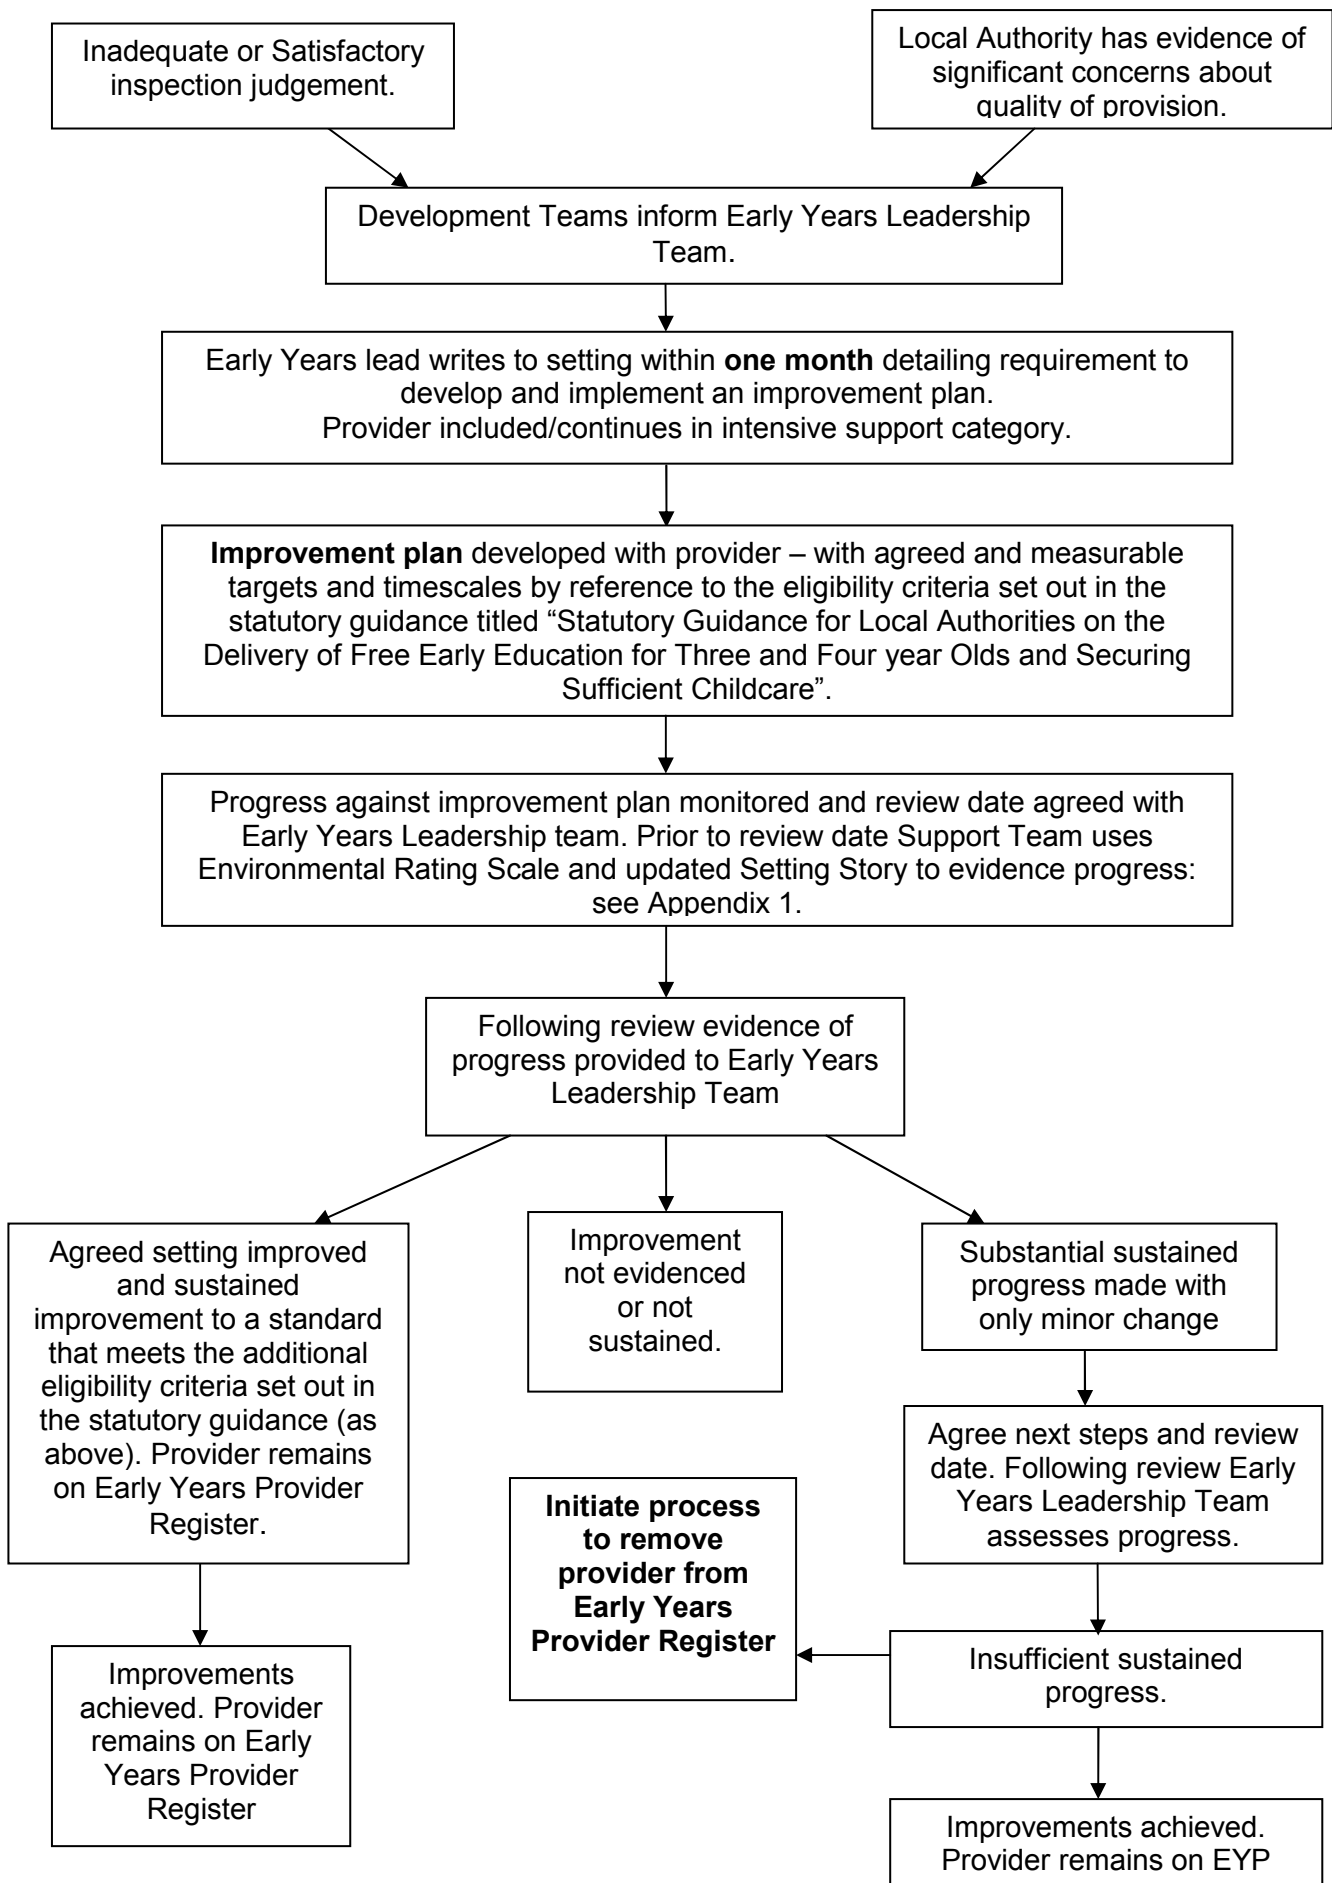 Inadequate or Satisfactory
inspection judgement.
Local Authority has evidence of
significant concerns about
quality of provision.
Development Teams inform Early Years Leadership
Team.
Early Years lead writes to setting within one month detailing requirement to
develop and implement an improvement plan.
Provider included/continues in intensive support category.
Improvement plan developed with provider – with agreed and measurable
targets and timescales by reference to the eligibility criteria set out in the
statutory guidance titled “Statutory Guidance for Local Authorities on the
Delivery of Free Early Education for Three and Four year Olds and Securing
Sufficient Childcare”.
Progress against improvement plan monitored and review date agreed with
Early Years Leadership team. Prior to review date Support Team uses
Environmental Rating Scale and updated Setting Story to evidence progress:
see Appendix 1.
Following review evidence of
progress provided to Early Years
Leadership Team
Agreed setting improved
and sustained
improvement to a standard
that meets the additional
eligibility criteria set out in
the statutory guidance (as
above). Provider remains
on Early Years Provider
Register.
Improvement
not evidenced
or not
sustained.
Substantial sustained
progress made with
only minor change
Agree next steps and review
date. Following review Early
Years Leadership Team
assesses progress.
Initiate process
to remove
provider from
Early Years
Provider Register
Insufficient sustained
progress.
Improvements
achieved. Provider
remains on Early
Years Provider
Register
Improvements achieved.
Provider remains on EYP